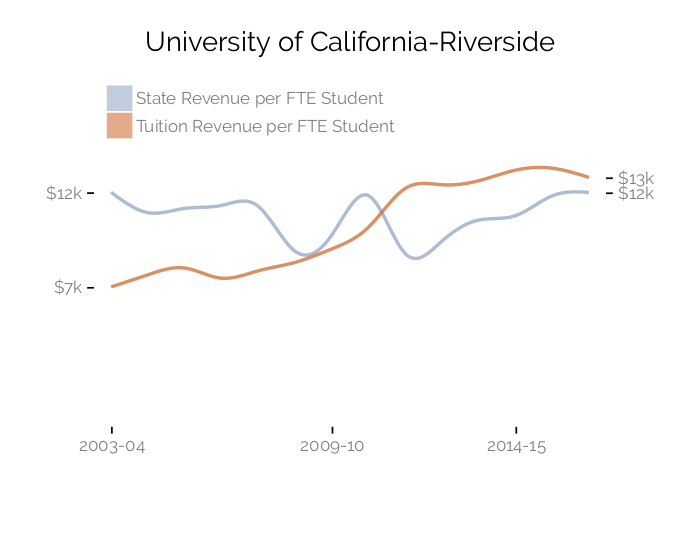 University of California-Riverside
State Revenue per FTE Student
Tuition Revenue per FTE Student
$13k
$12k
$12k
$7k
2003-04 2009-10 2014-15